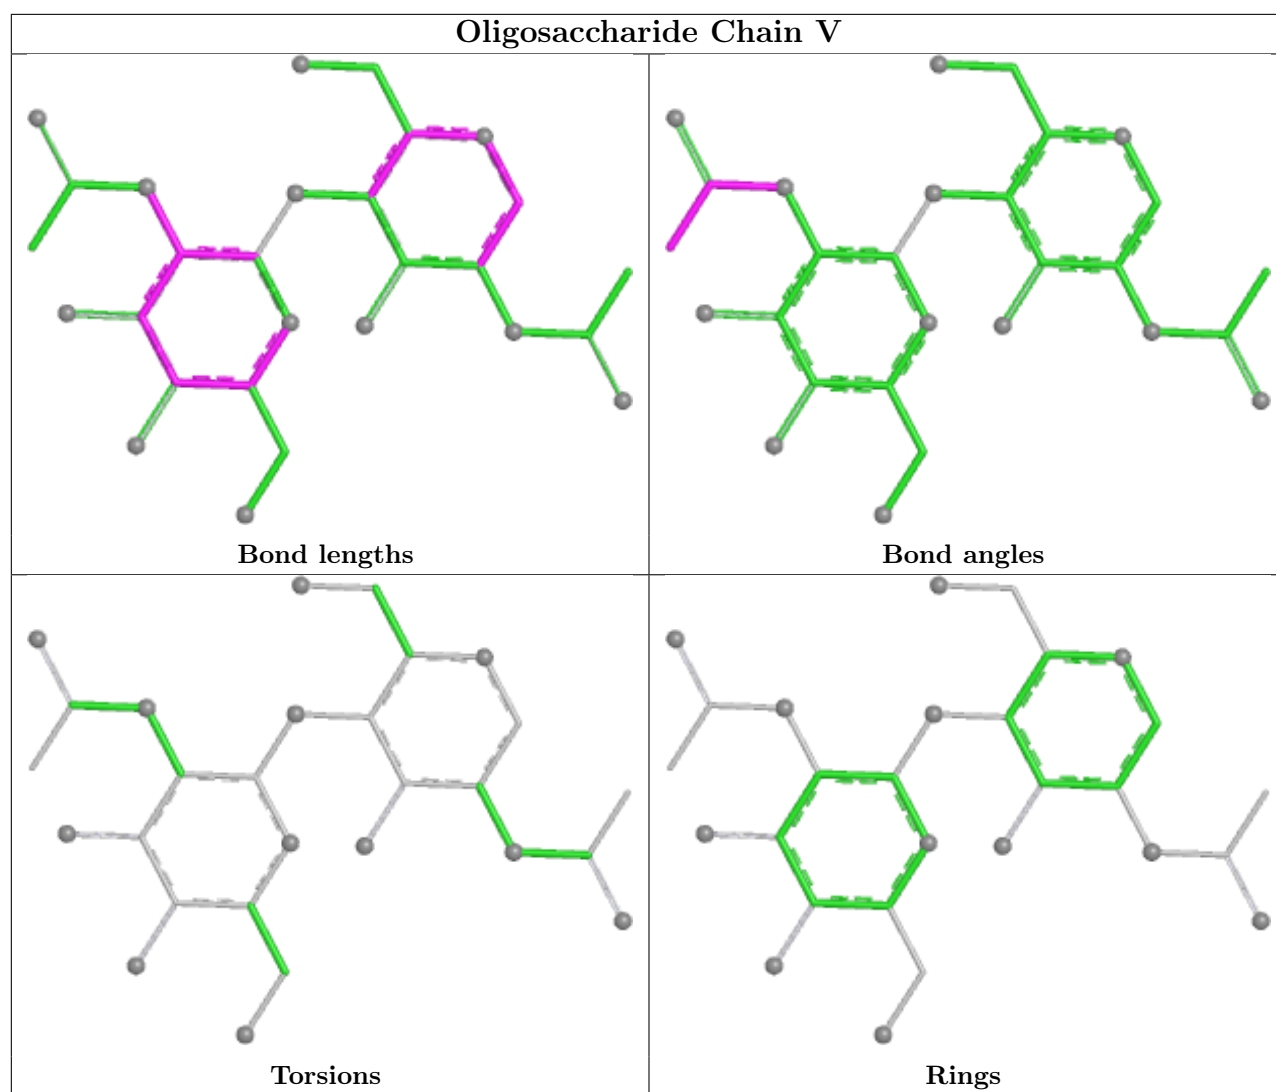 Oligosaccharide Chain V
Bond lengths
Bond angles
Torsions
Rings